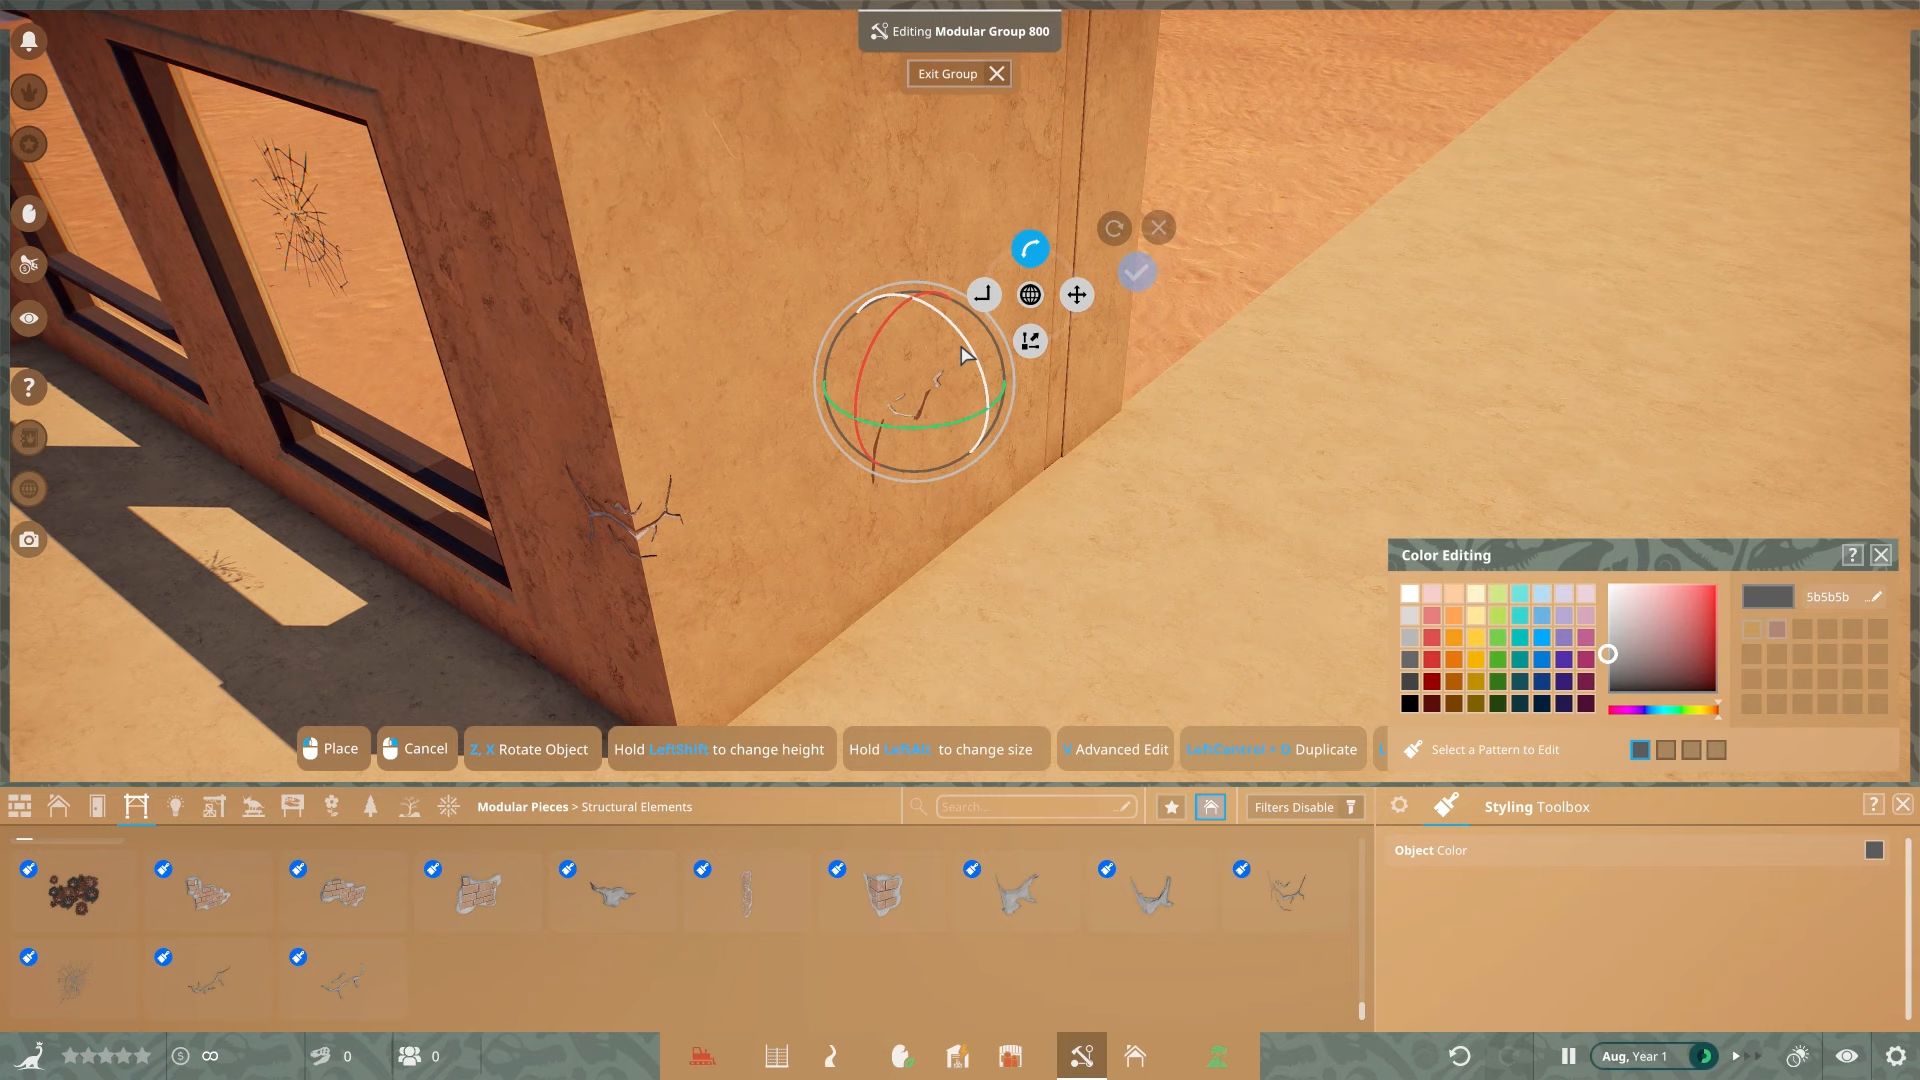 Editing Modular Group 800
Exit Group
Color Editing
?
5b5b5b
Select a Pattern to Edit
Place
Cancel
Z, X Rotate Object
Hold LeftShift to change height
Hold LeftAlt to change size
V Advanced Edit
LeftControl + D Duplicate
Modular Pieces > Structural Elements
Search...
Filters Disable
Styling Toolbox
?
Object Color
$ ∞
0
0
Aug, Year 1